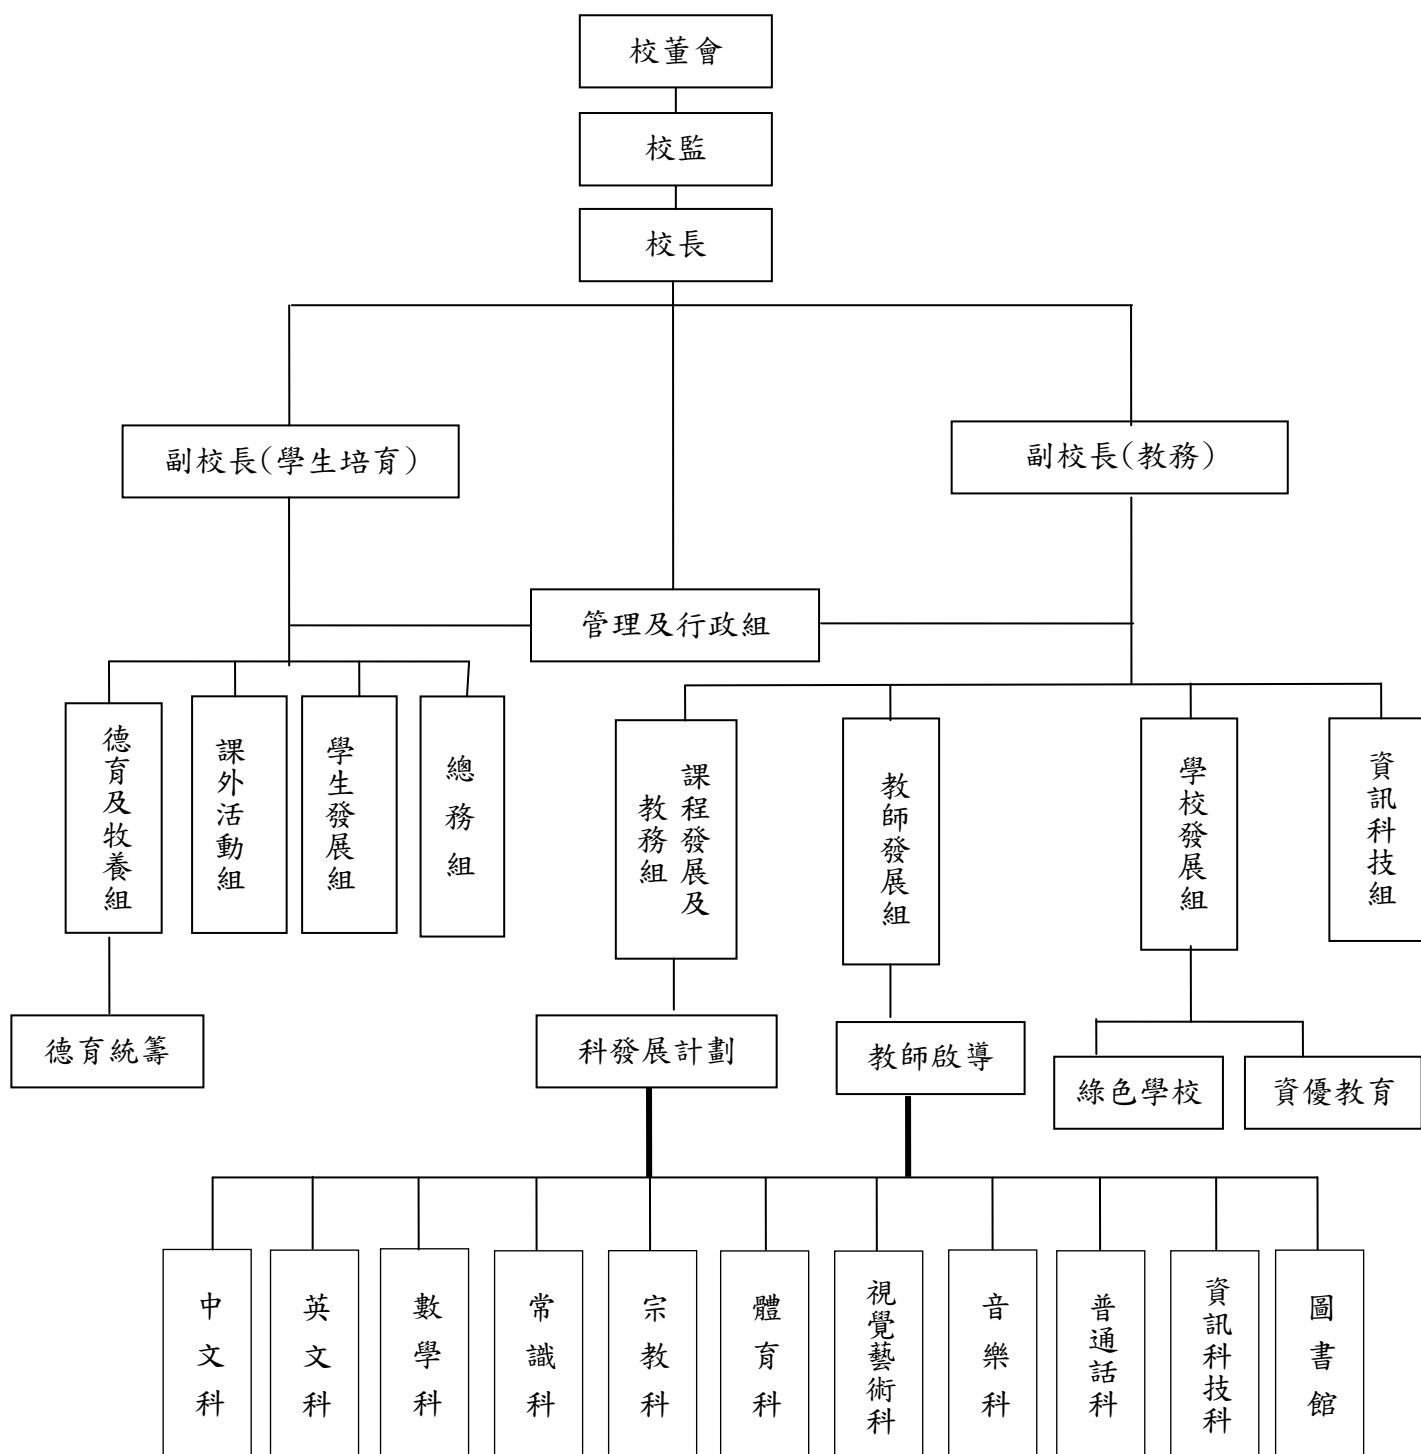 校董會
校監
校長
副校長(學生培育)
副校長(教務)
管理及行政組
德育及牧養組
課外活動組
學生發展組
總務組
課程發展及
教務組
教師發展組
學校發展組
資訊科技組
德育統籌
科發展計劃
教師啟導
綠色學校
資優教育
中文科
英文科
數學科
常識科
宗教科
體育科
視覺藝術科
音樂科
普通話科
資訊科技科
圖書館